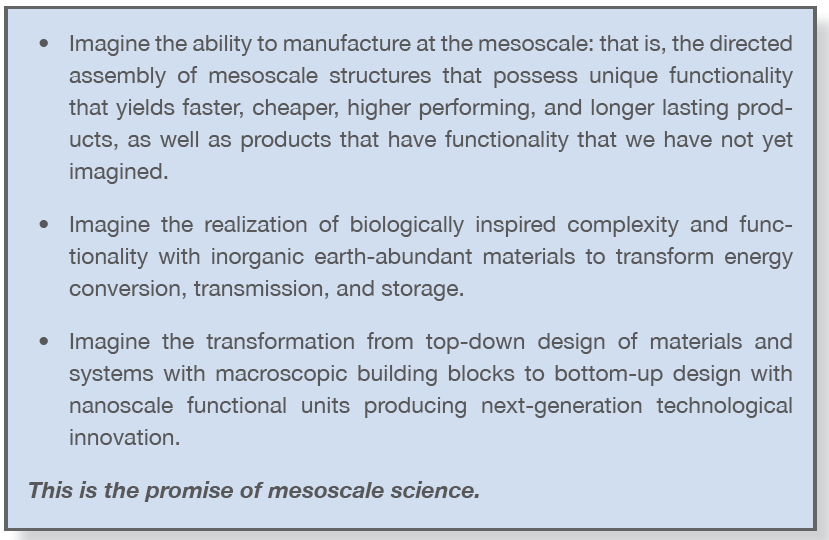 • Imagine the ability to manufacture at the mesoscale: that is, the directed
assembly of mesoscale structures that possess unique functionality
that yields faster, cheaper, higher performing, and longer lasting prod-
ucts, as well as products that have functionality that we have not yet
imagined.
• Imagine the realization of biologically inspired complexity and func-
tionality with inorganic earth-abundant materials to transform energy
conversion, transmission, and storage.
• Imagine the transformation from top-down design of materials and
systems with macroscopic building blocks to bottom-up design with
nanoscale functional units producing next-generation technological
innovation.
This is the promise of mesoscale science.